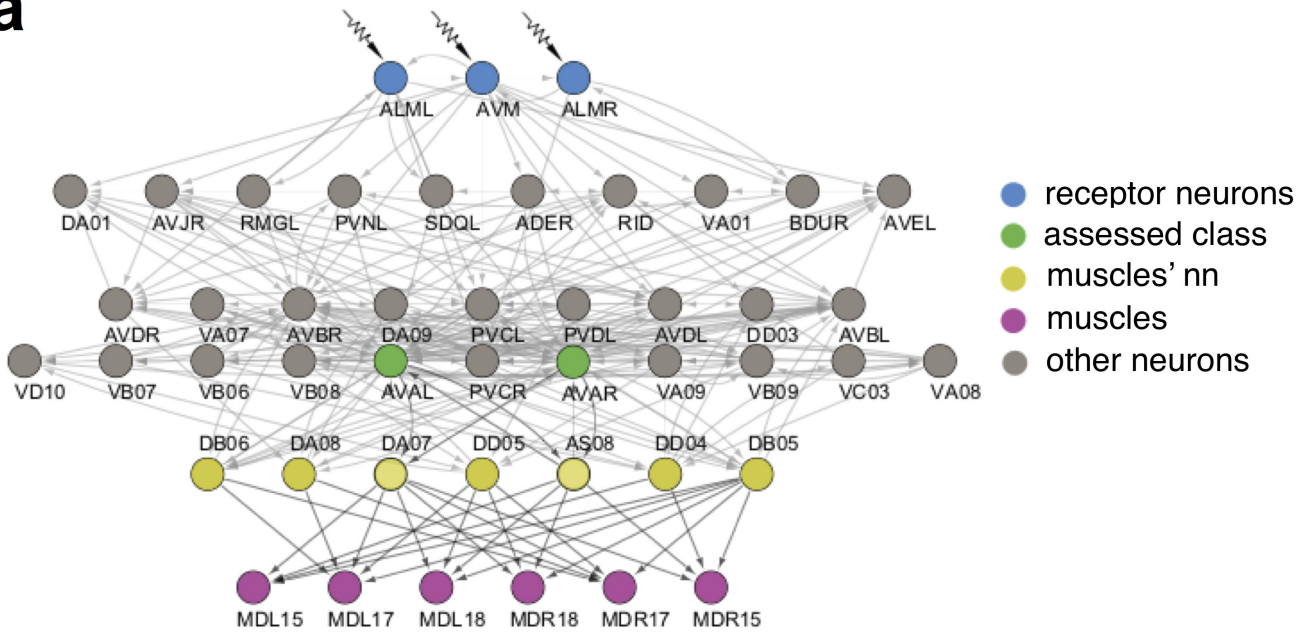 a
ALML AVM ALMR
DA01 AVJR RMGL PVNL SDQL ADER RID VA01 BDUR AVEL
AVDR VA07 AVBR DA09 PVCL PVDL AVDL DD03 AVBL
VD10 VB07 VB06 VB08 AVAL PVCR AVAR VA09 VB09 VC03 VA08
DB06 DA08 DA07 DD05 AS08 DD04 DB05
MDL15 MDL17 MDL18 MDR18 MDR17 MDR15
receptor neurons
assessed class
muscles’ nn
muscles
other neurons